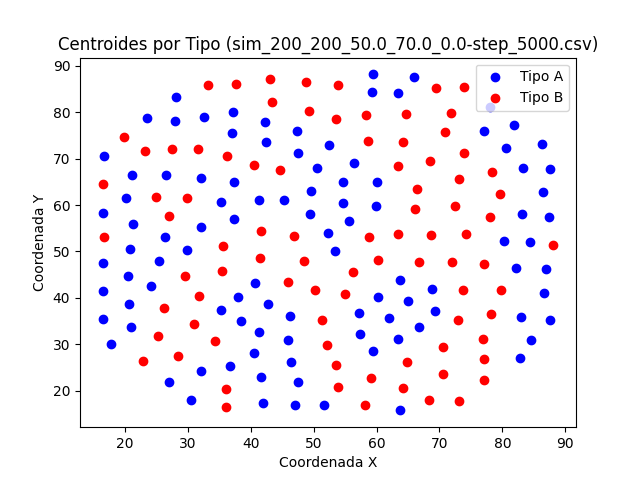 Centroides por Tipo (sim_200_200_50.0_70.0_0.0-step_5000.csv)
Tipo A
Tipo B
90
80
70
60
50
40
30
20
Coordenada Y
20 30 40 50 60 70 80 90
Coordenada X